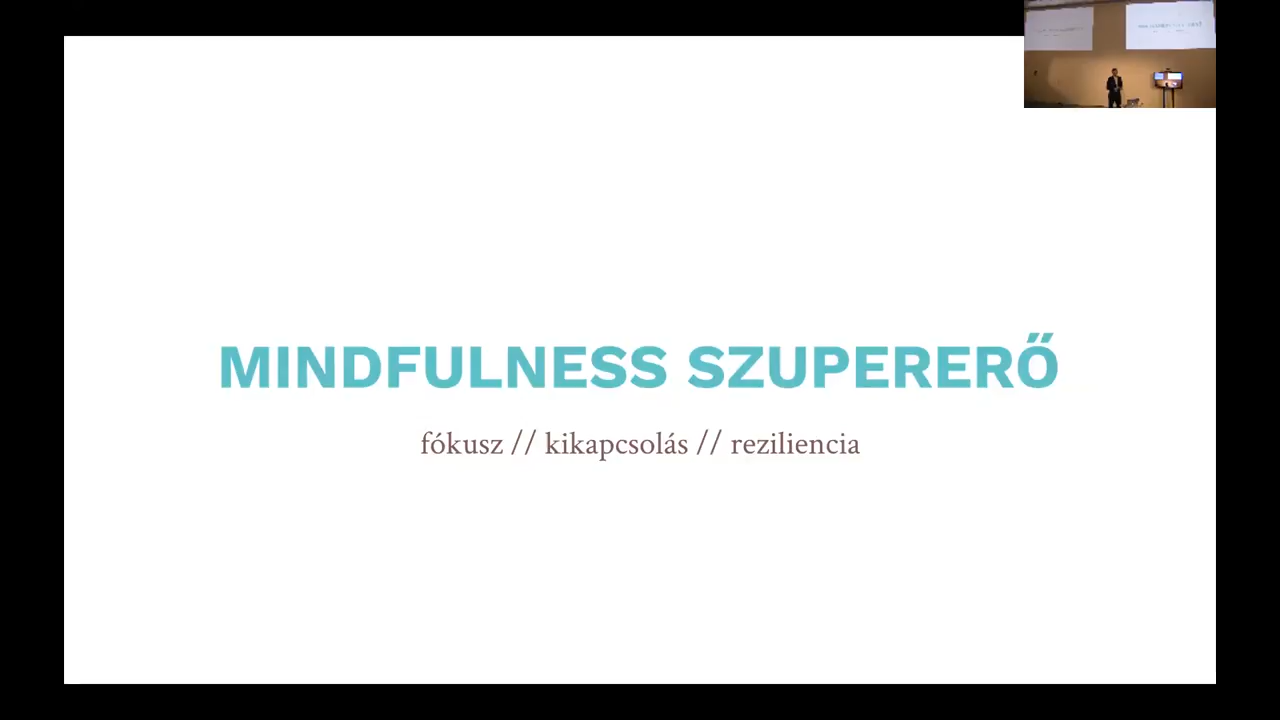 MINDFULNESS SZUPERERŐ
fókusz // kikapcsolás // reziliencia